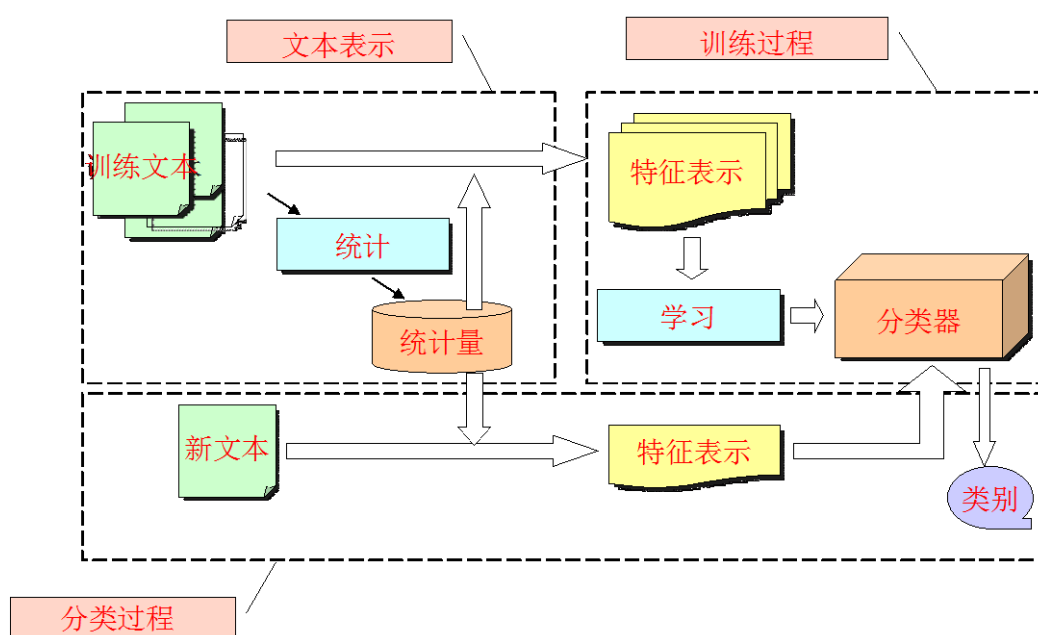 文本表示
训练过程
训练文本
特征表示
统计
学习
分类器
统计量
新文本
特征表示
类别
分类过程